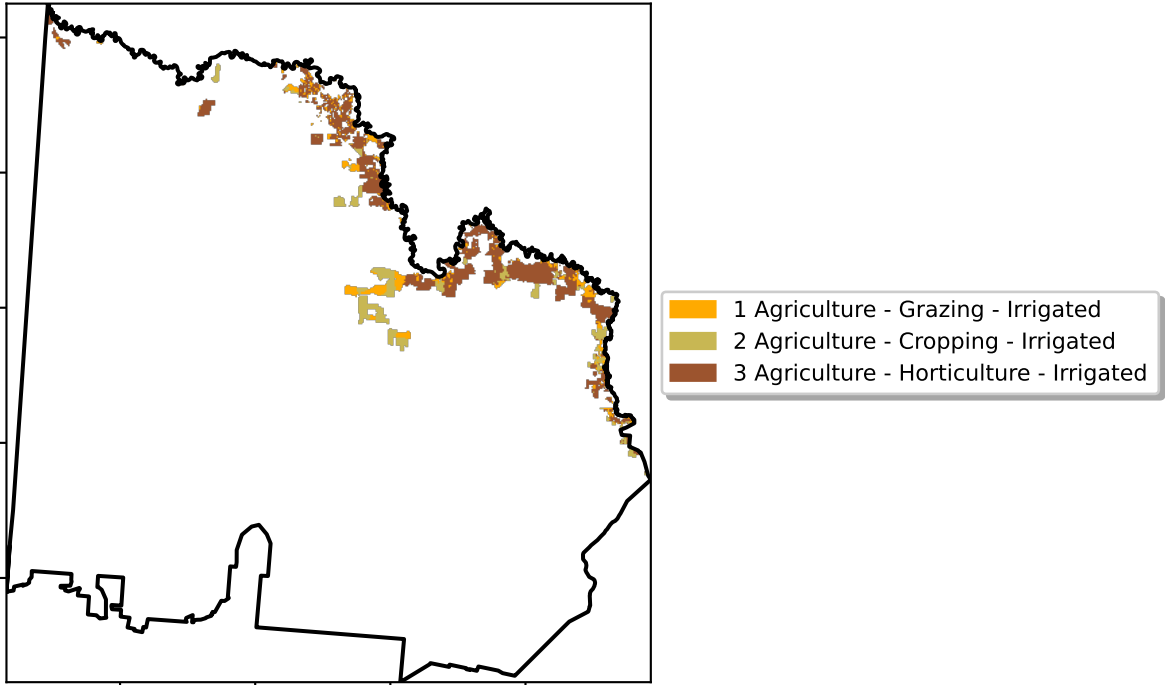 1 Agriculture - Grazing - Irrigated
2 Agriculture - Cropping - Irrigated
3 Agriculture - Horticulture - Irrigated